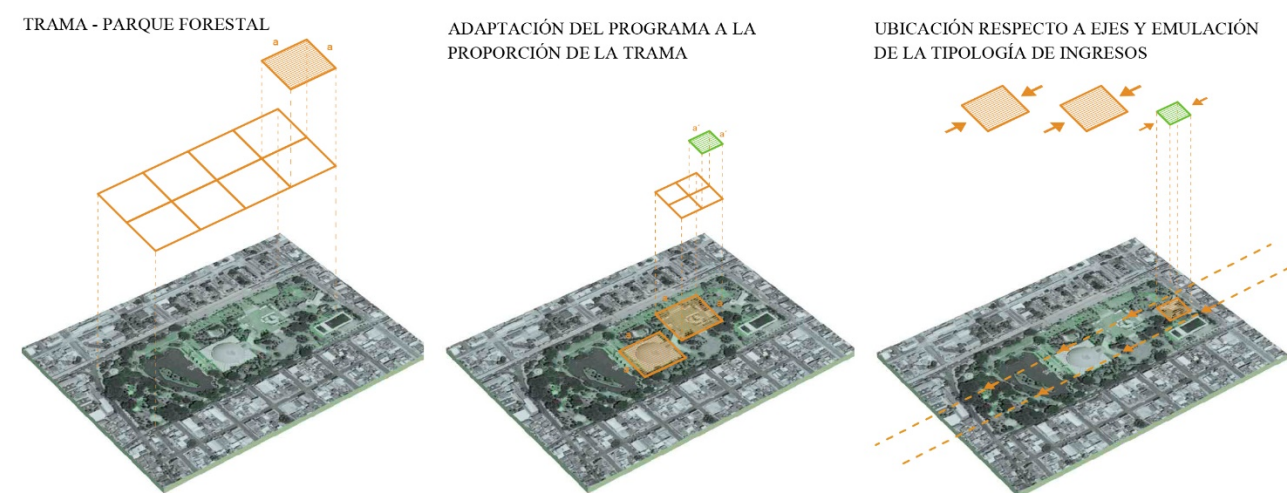 TRAMA - PARQUE FORESTAL
a
a
ADAPTACIÓN DEL PROGRAMA A LA
PROPORCIÓN DE LA TRAMA
a'
a'
UBICACIÓN RESPECTO A EJES Y EMULACIÓN
DE LA TIPOLOGÍA DE INGRESOS